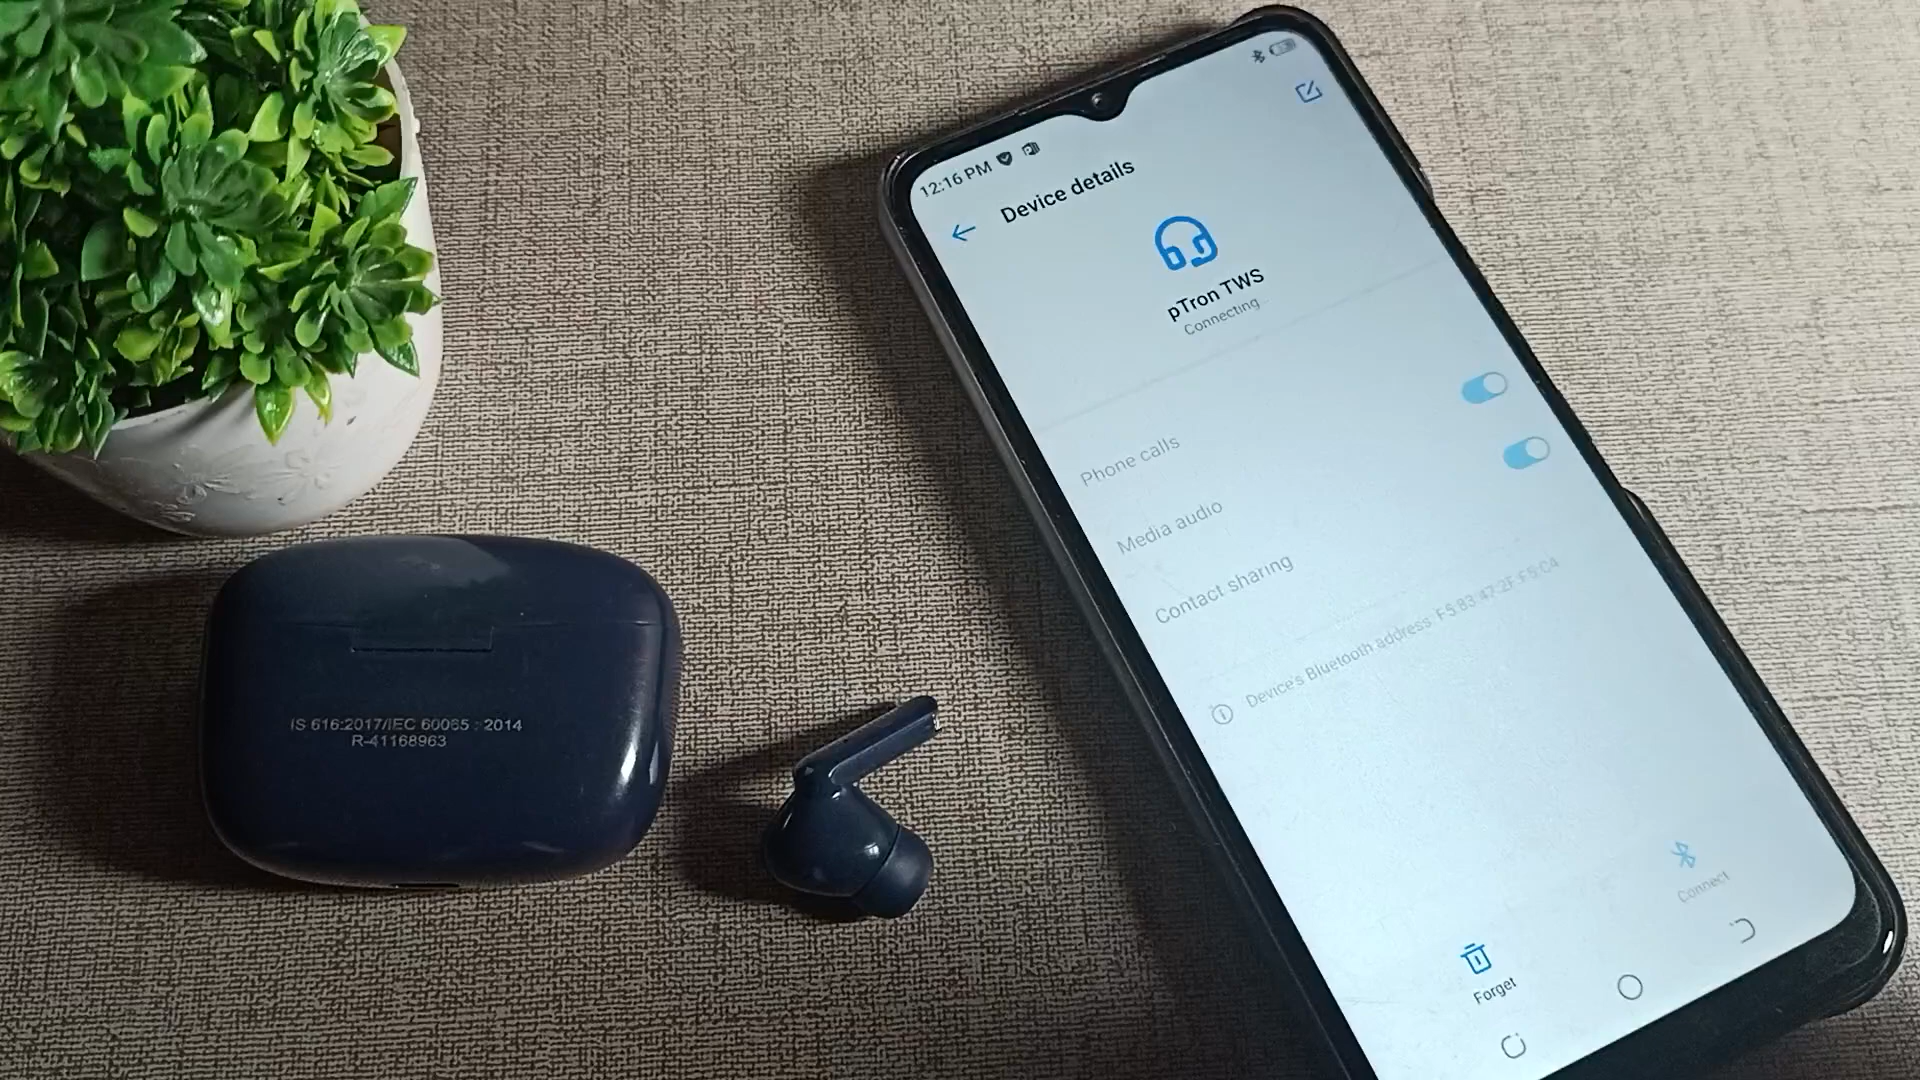 12:16 PM
Device details
pTron TWS
Connecting...
Phone calls
Media audio
Contact sharing
Device's Bluetooth address: F5:83:47:2F:F5:C4
Connect
Forget
IS 616:2017/IEC 60065 : 2014
R-41168963